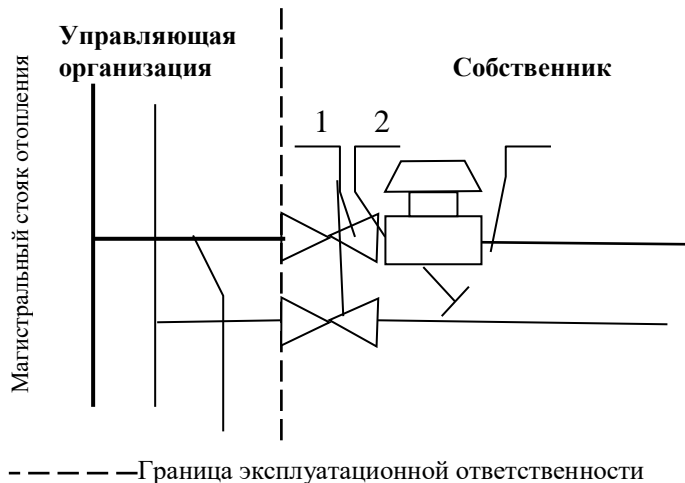 Управляющая
организация
Собственник
Магистральный стояк отопления
1 2
Граница эксплуатационной ответственности